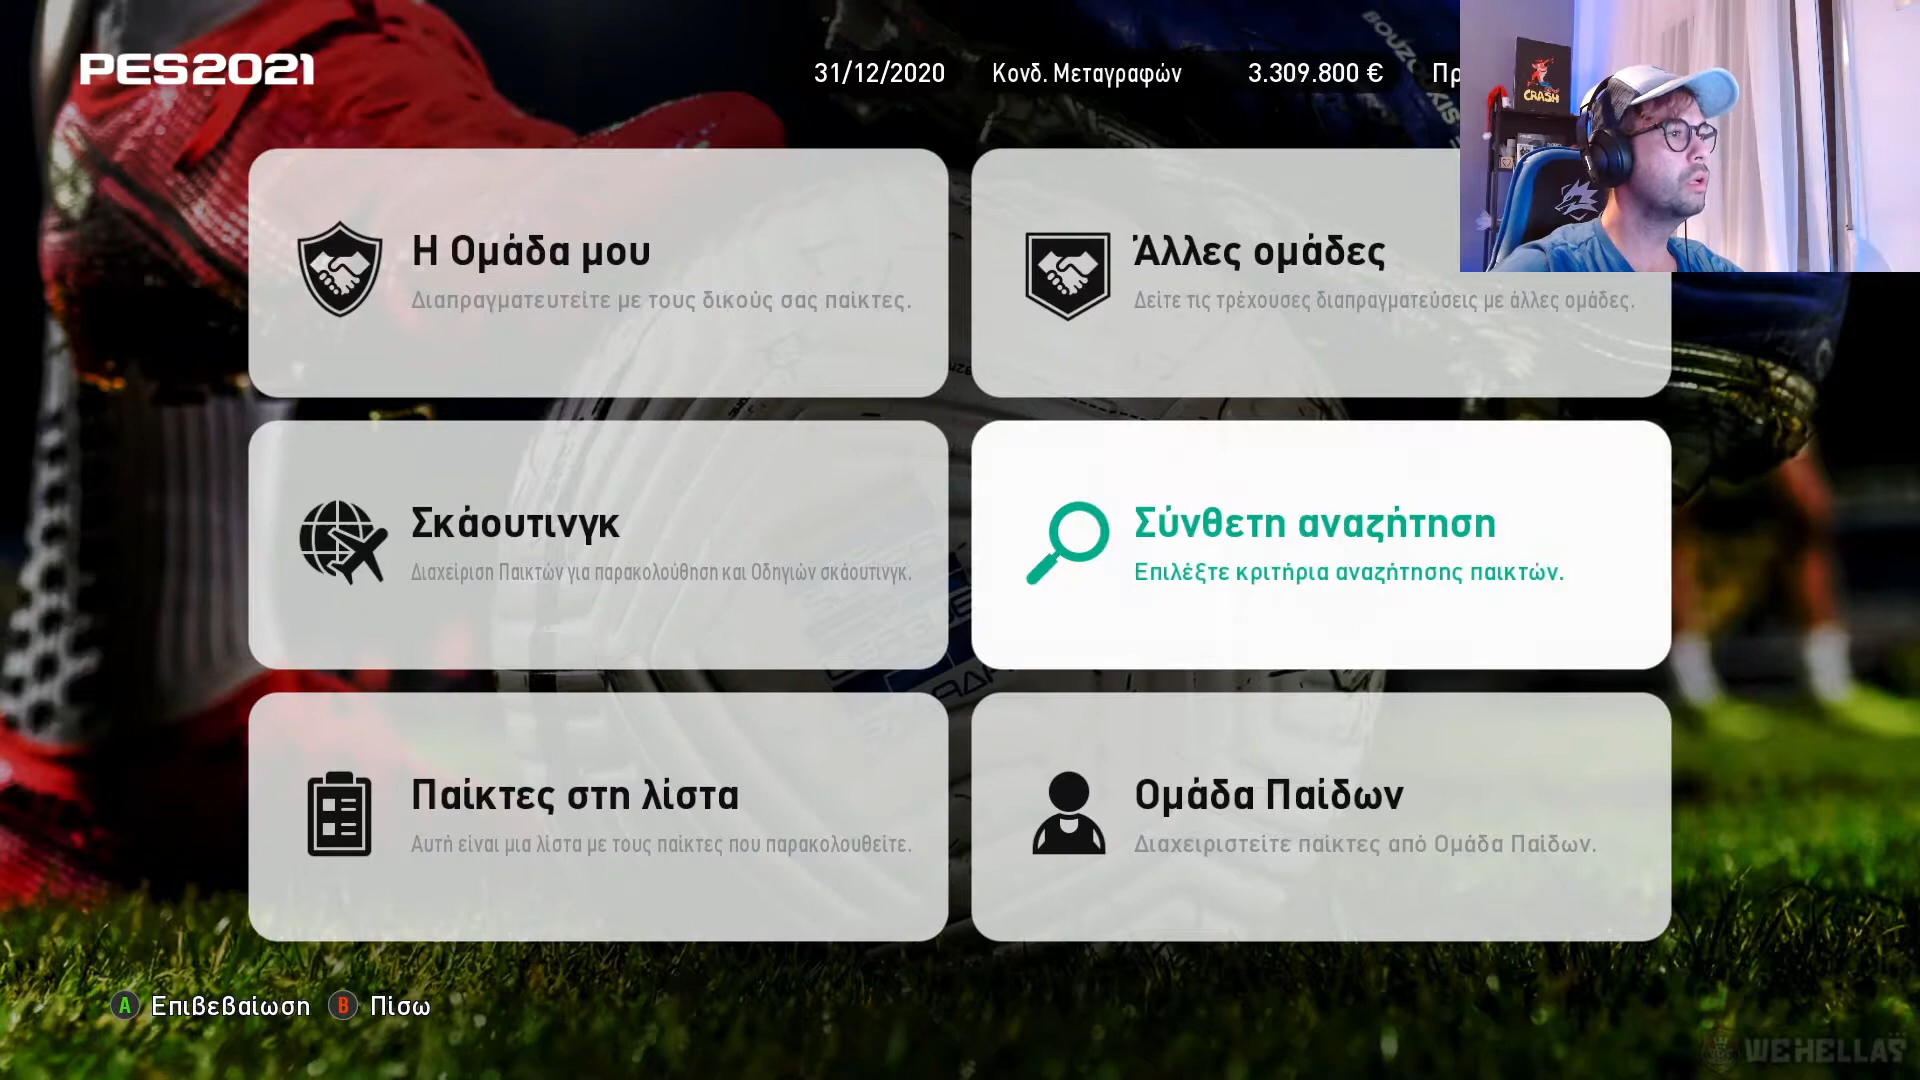 PES2021
31/12/2020 Κονδ. Μεταγραφών 3.309.800 € Πρ
CRASH
Η Ομάδα μου
Διαπραγματευτείτε με τους δικούς σας παίκτες.
Άλλες ομάδες
Δείτε τις τρέχουσες διαπραγματεύσεις με άλλες ομάδες.
Σκάουτινγκ
Διαχείριση Παικτών για παρακολούθηση και Οδηγιών σκάουτινγκ.
Σύνθετη αναζήτηση
Επιλέξτε κριτήρια αναζήτησης παικτών.
Παίκτες στη λίστα
Αυτή είναι μια λίστα με τους παίκτες που παρακολουθείτε.
Ομάδα Παίδων
Διαχειριστείτε παίκτες από Ομάδα Παίδων.
A Επιβεβαίωση B Πίσω
WEHELLAS